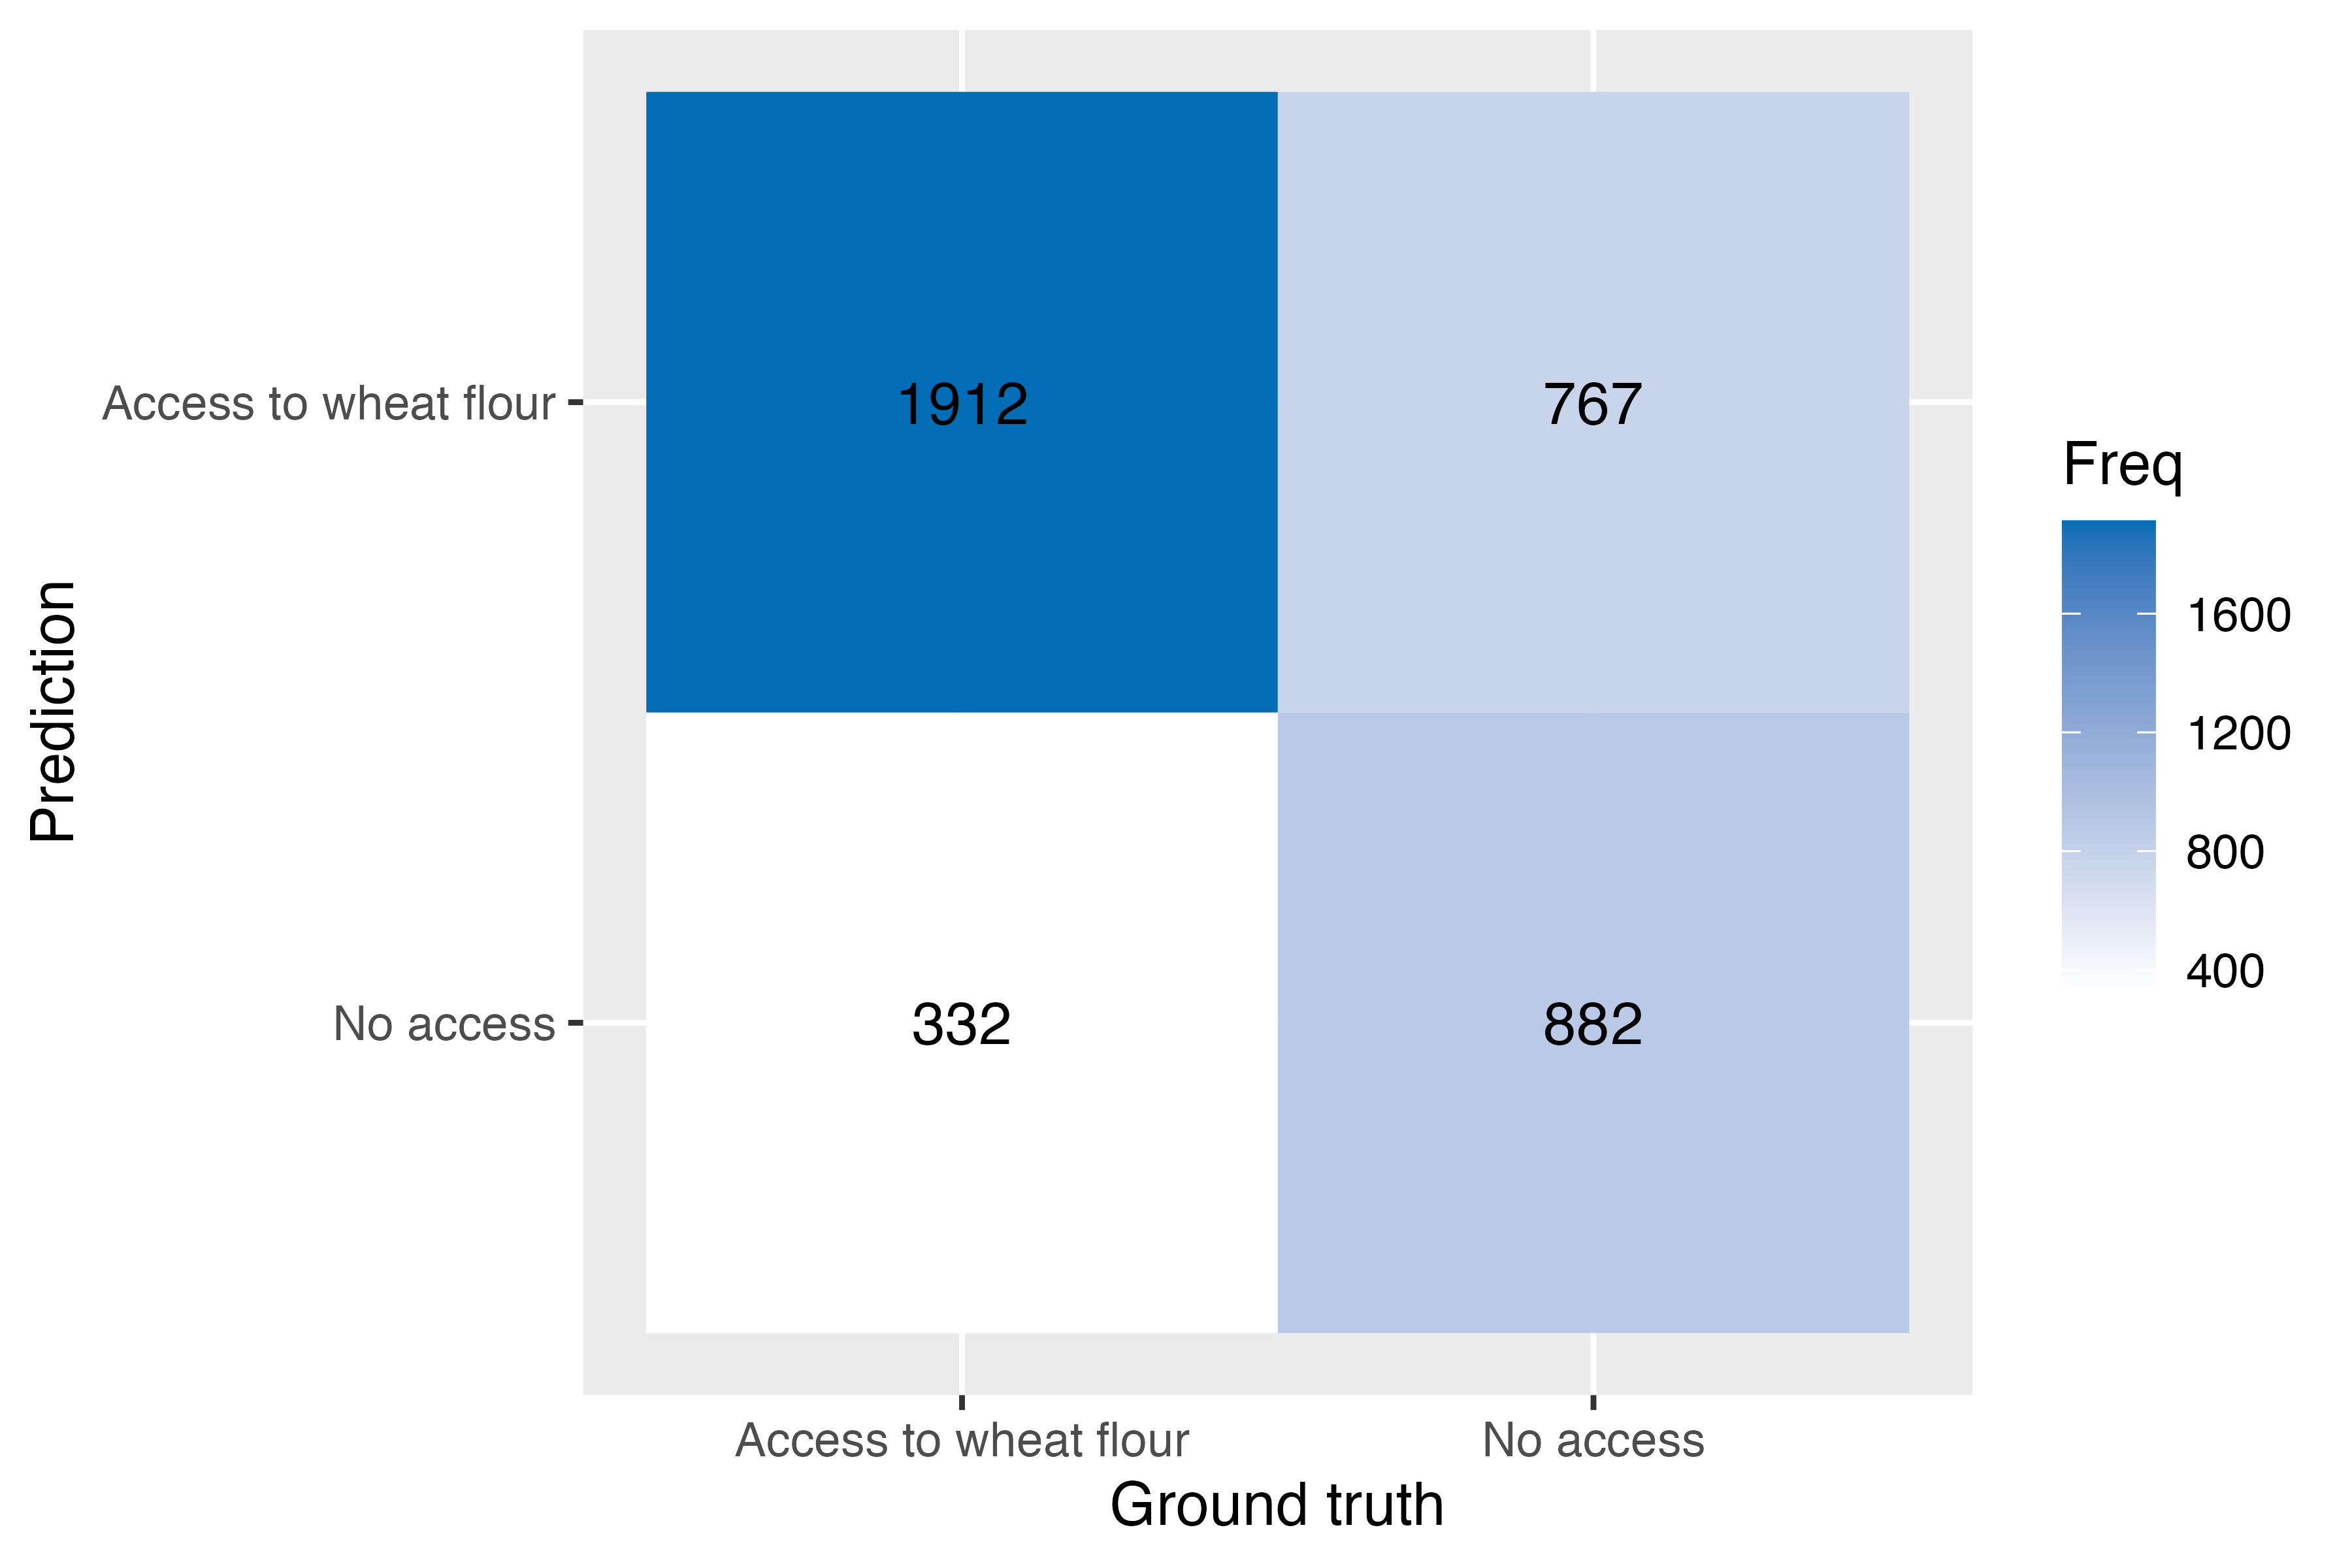 Prediction
Access to wheat flour
No access
1912
767
332
882
Access to wheat flour
No access
Ground truth
Freq
1600
1200
800
400